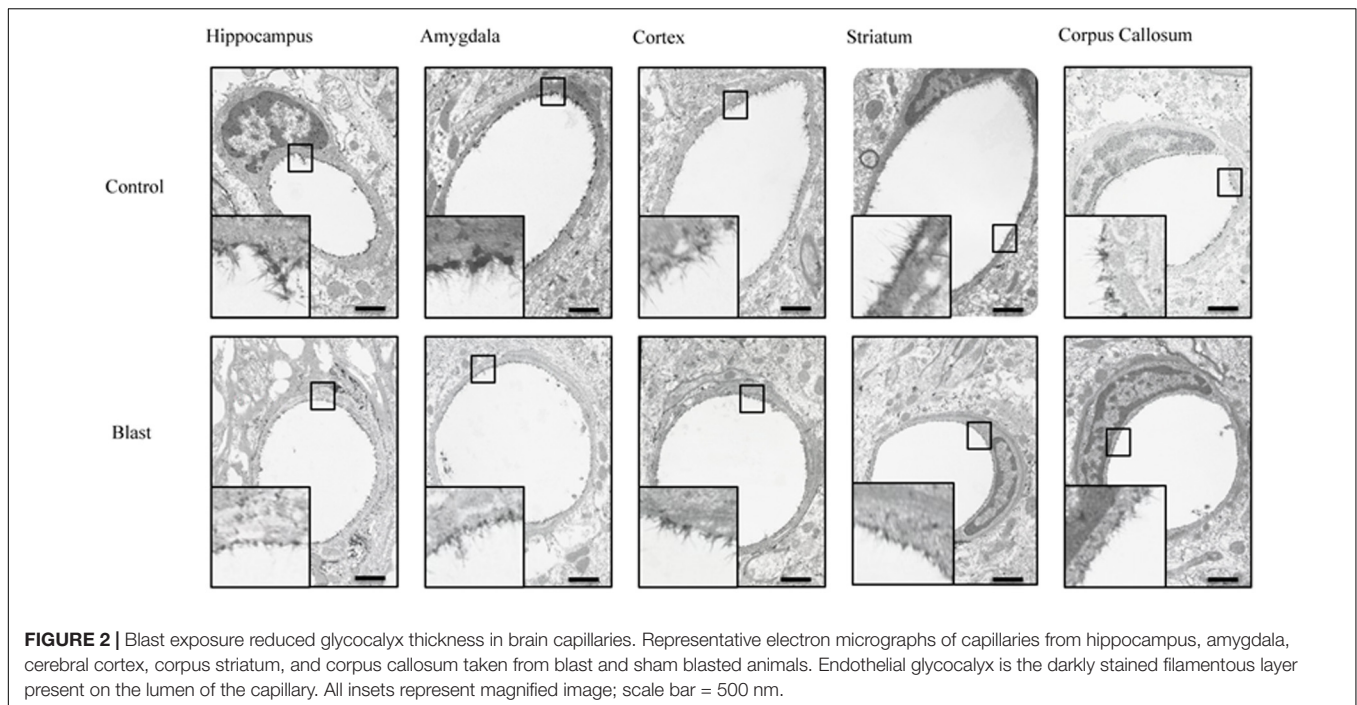 Hippocampus Amygdala Cortex Striatum Corpus Callosum
Control
Blast
FIGURE 2 | Blast exposure reduced glycocalyx thickness in brain capillaries. Representative electron micrographs of capillaries from hippocampus, amygdala,
cerebral cortex, corpus striatum, and corpus callosum taken from blast and sham blasted animals. Endothelial glycocalyx is the darkly stained filamentous layer
present on the lumen of the capillary. All insets represent magnified image; scale bar = 500 nm.